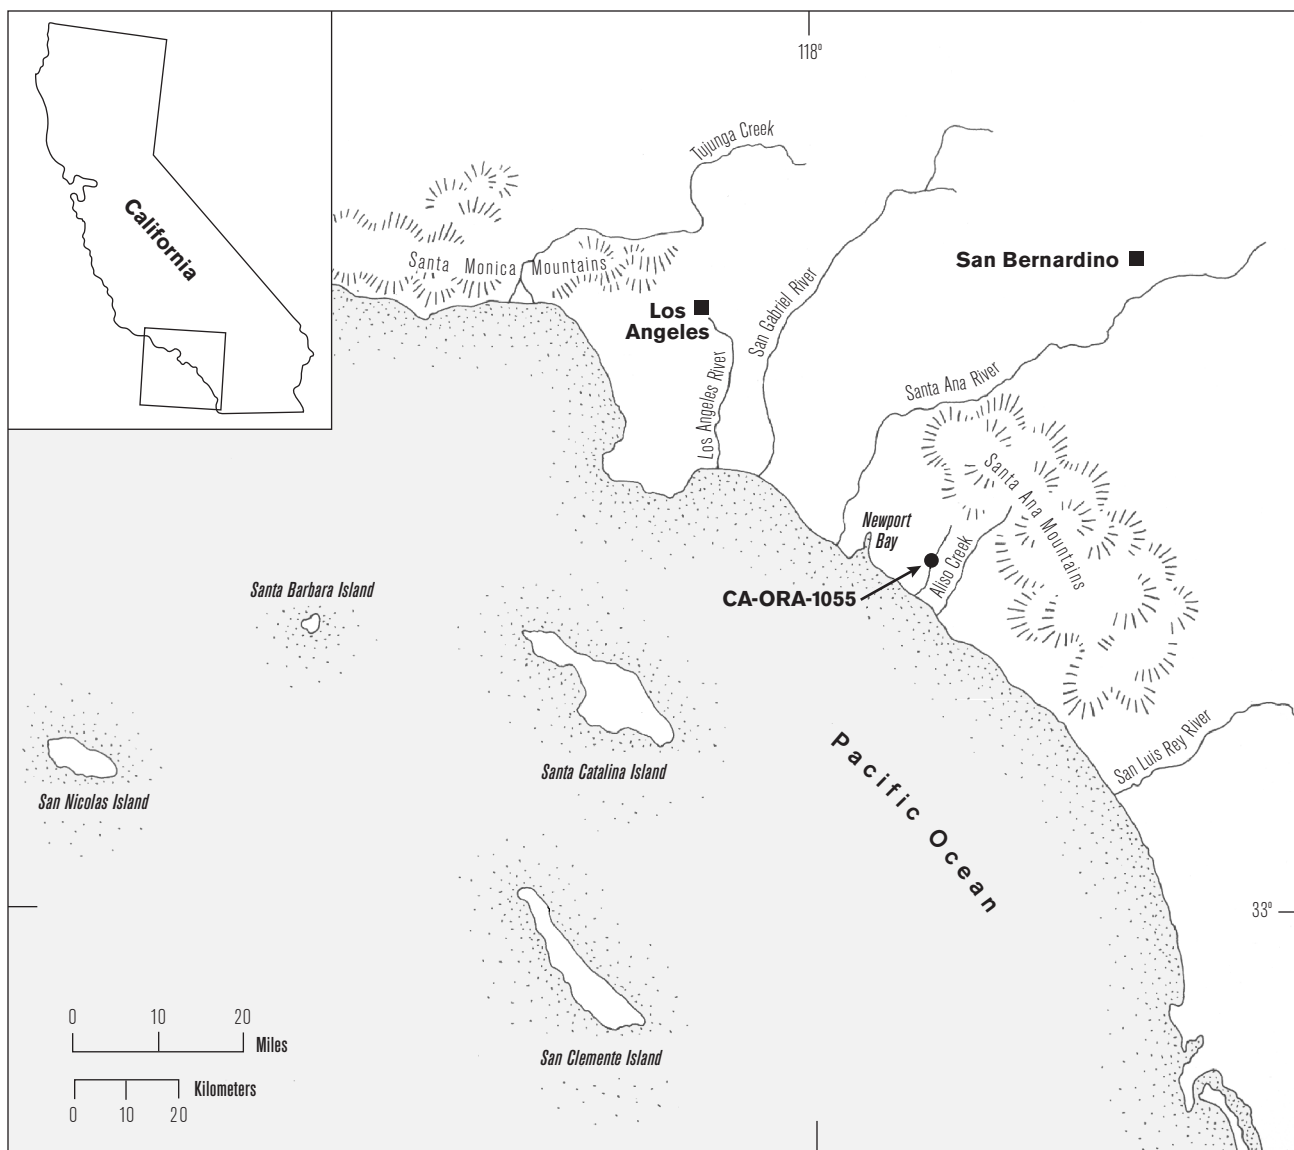 118°
California
Tujunga Creek
Santa Monica Mountains
San Bernardino
Los
Angeles
San Gabriel River
Los Angeles River
Santa Ana River
Santa Ana Mountains
Newport
Bay
Aliso Creek
CA-ORA-1055
Santa Barbara Island
Santa Catalina Island
San Nicolas Island
San Luis Rey River
Pacific Ocean
33°
San Clemente Island
0 10 20
Miles
Kilometers
0 10 20